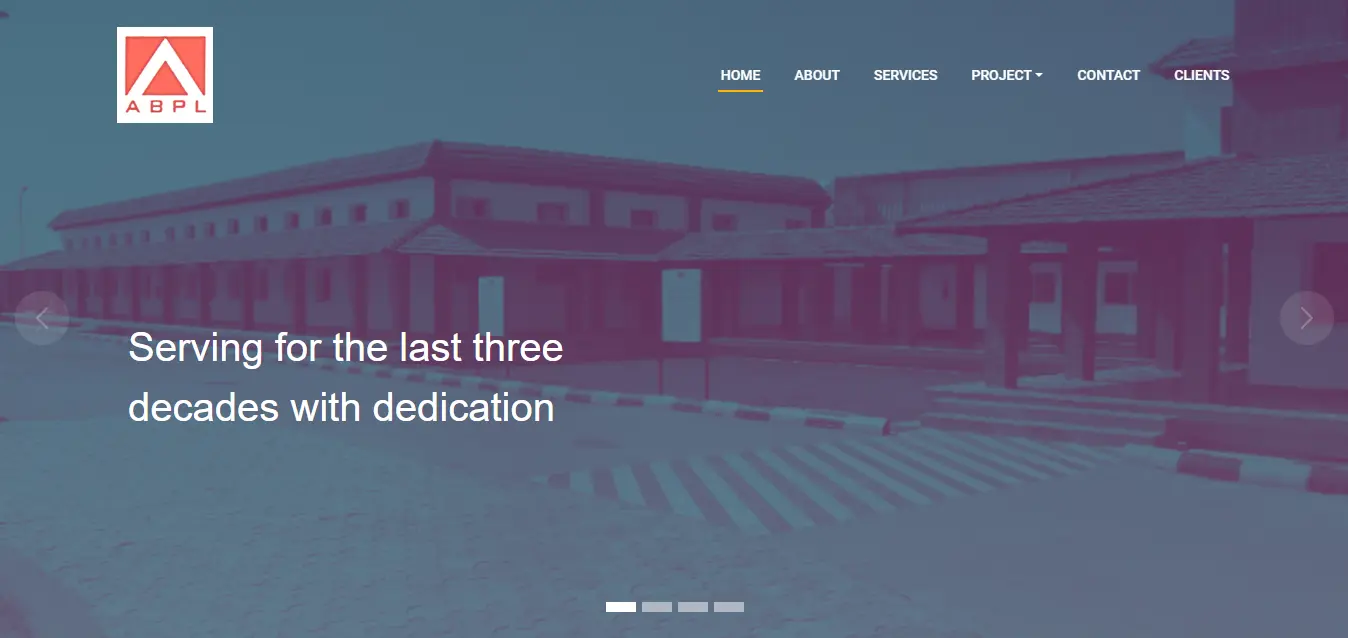 ABPL
HOME ABOUT SERVICES PROJECT CONTACT CLIENTS
Serving for the last three
decades with dedication